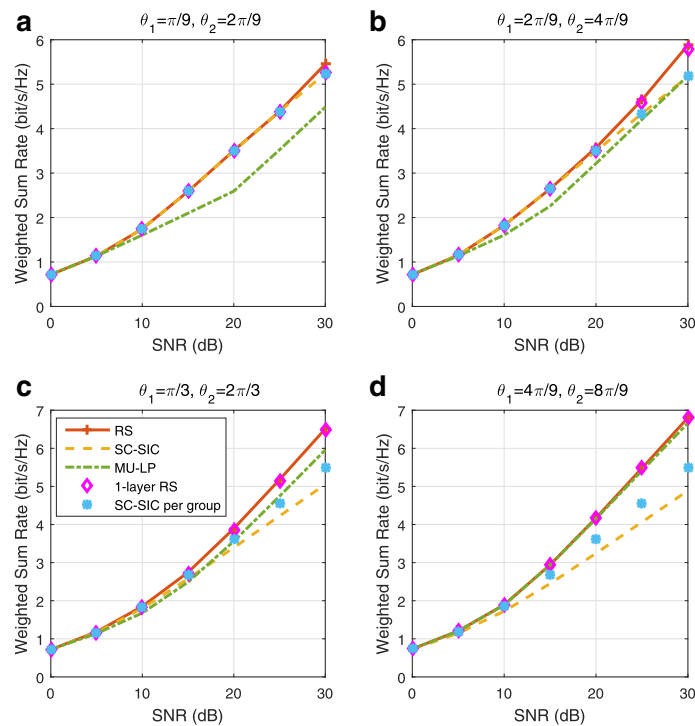 a
θ1=π/9, θ2=2π/9
6
5
4
3
2
1
0
0
10
20
30
Weighted Sum Rate (bit/s/Hz)
SNR (dB)
b
θ1=2π/9, θ2=4π/9
6
5
4
3
2
1
0
0
10
20
30
Weighted Sum Rate (bit/s/Hz)
SNR (dB)
c
θ1=π/3, θ2=2π/3
7
6
5
4
3
2
1
0
0
10
20
30
Weighted Sum Rate (bit/s/Hz)
SNR (dB)
RS
SC-SIC
MU-LP
1-layer RS
SC-SIC per group
d
θ1=4π/9, θ2=8π/9
7
6
5
4
3
2
1
0
0
10
20
30
Weighted Sum Rate (bit/s/Hz)
SNR (dB)